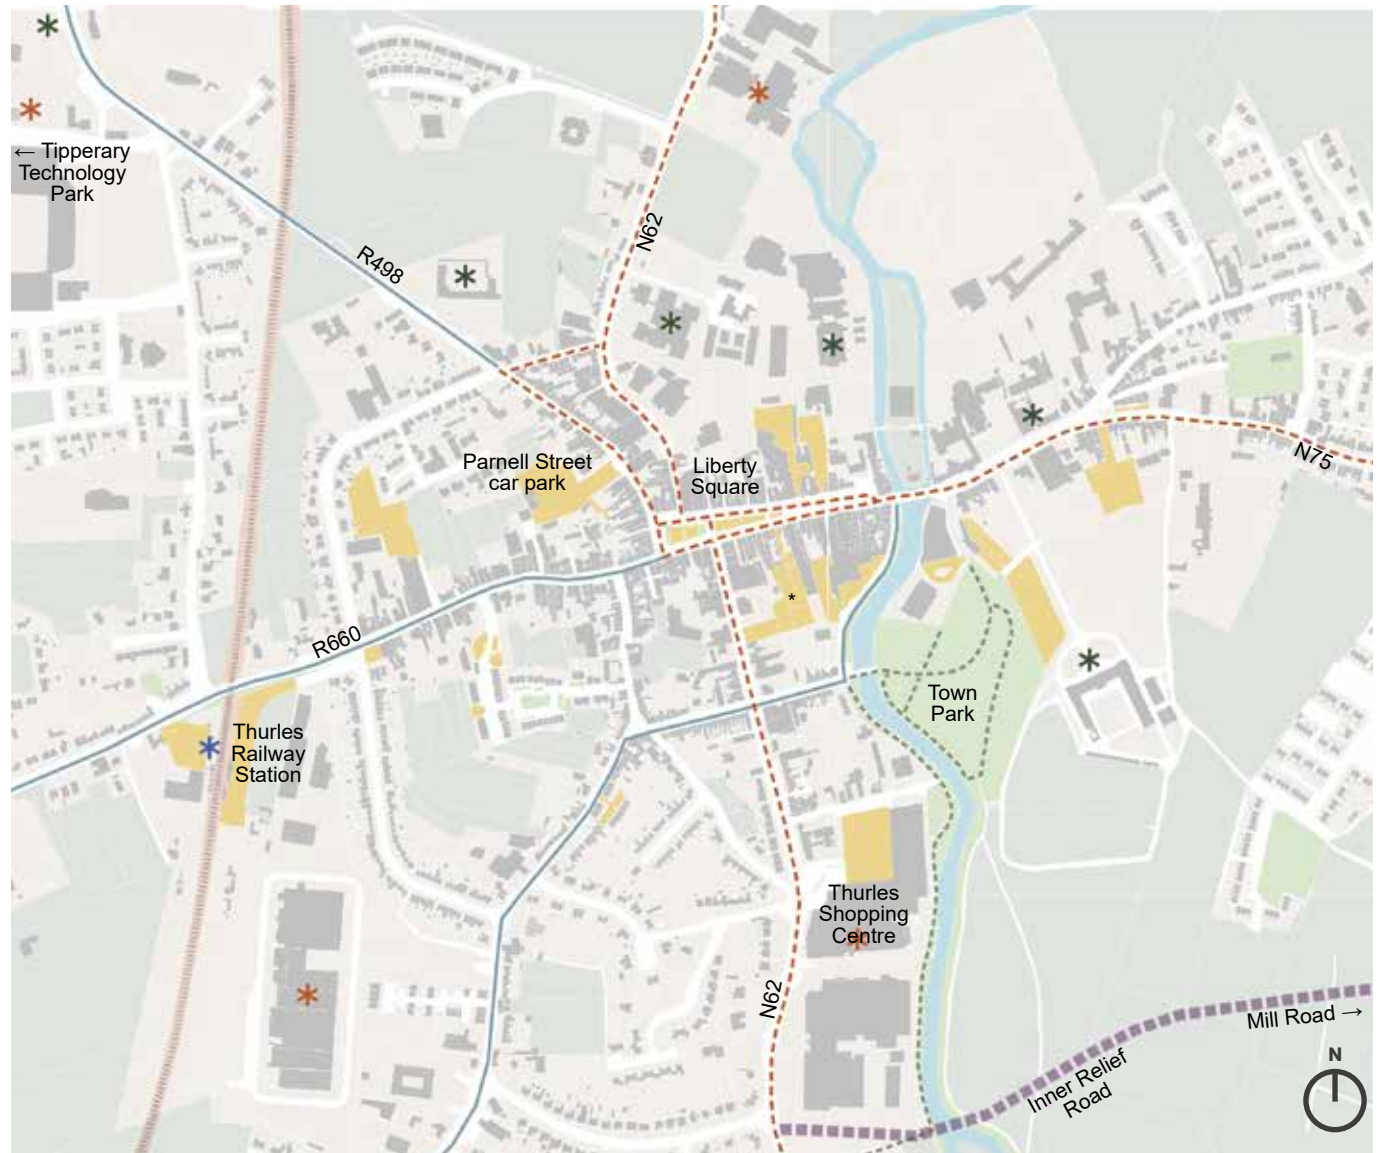 ← Tipperary
Technology
Park
N62
R498
Parnell Street
car park
Liberty
Square
N75
*
R660
Town
Park
Thurles
Railway
Station
Thurles
Shopping
Centre
N62
Mill Road →
Inner Relief
Road
N